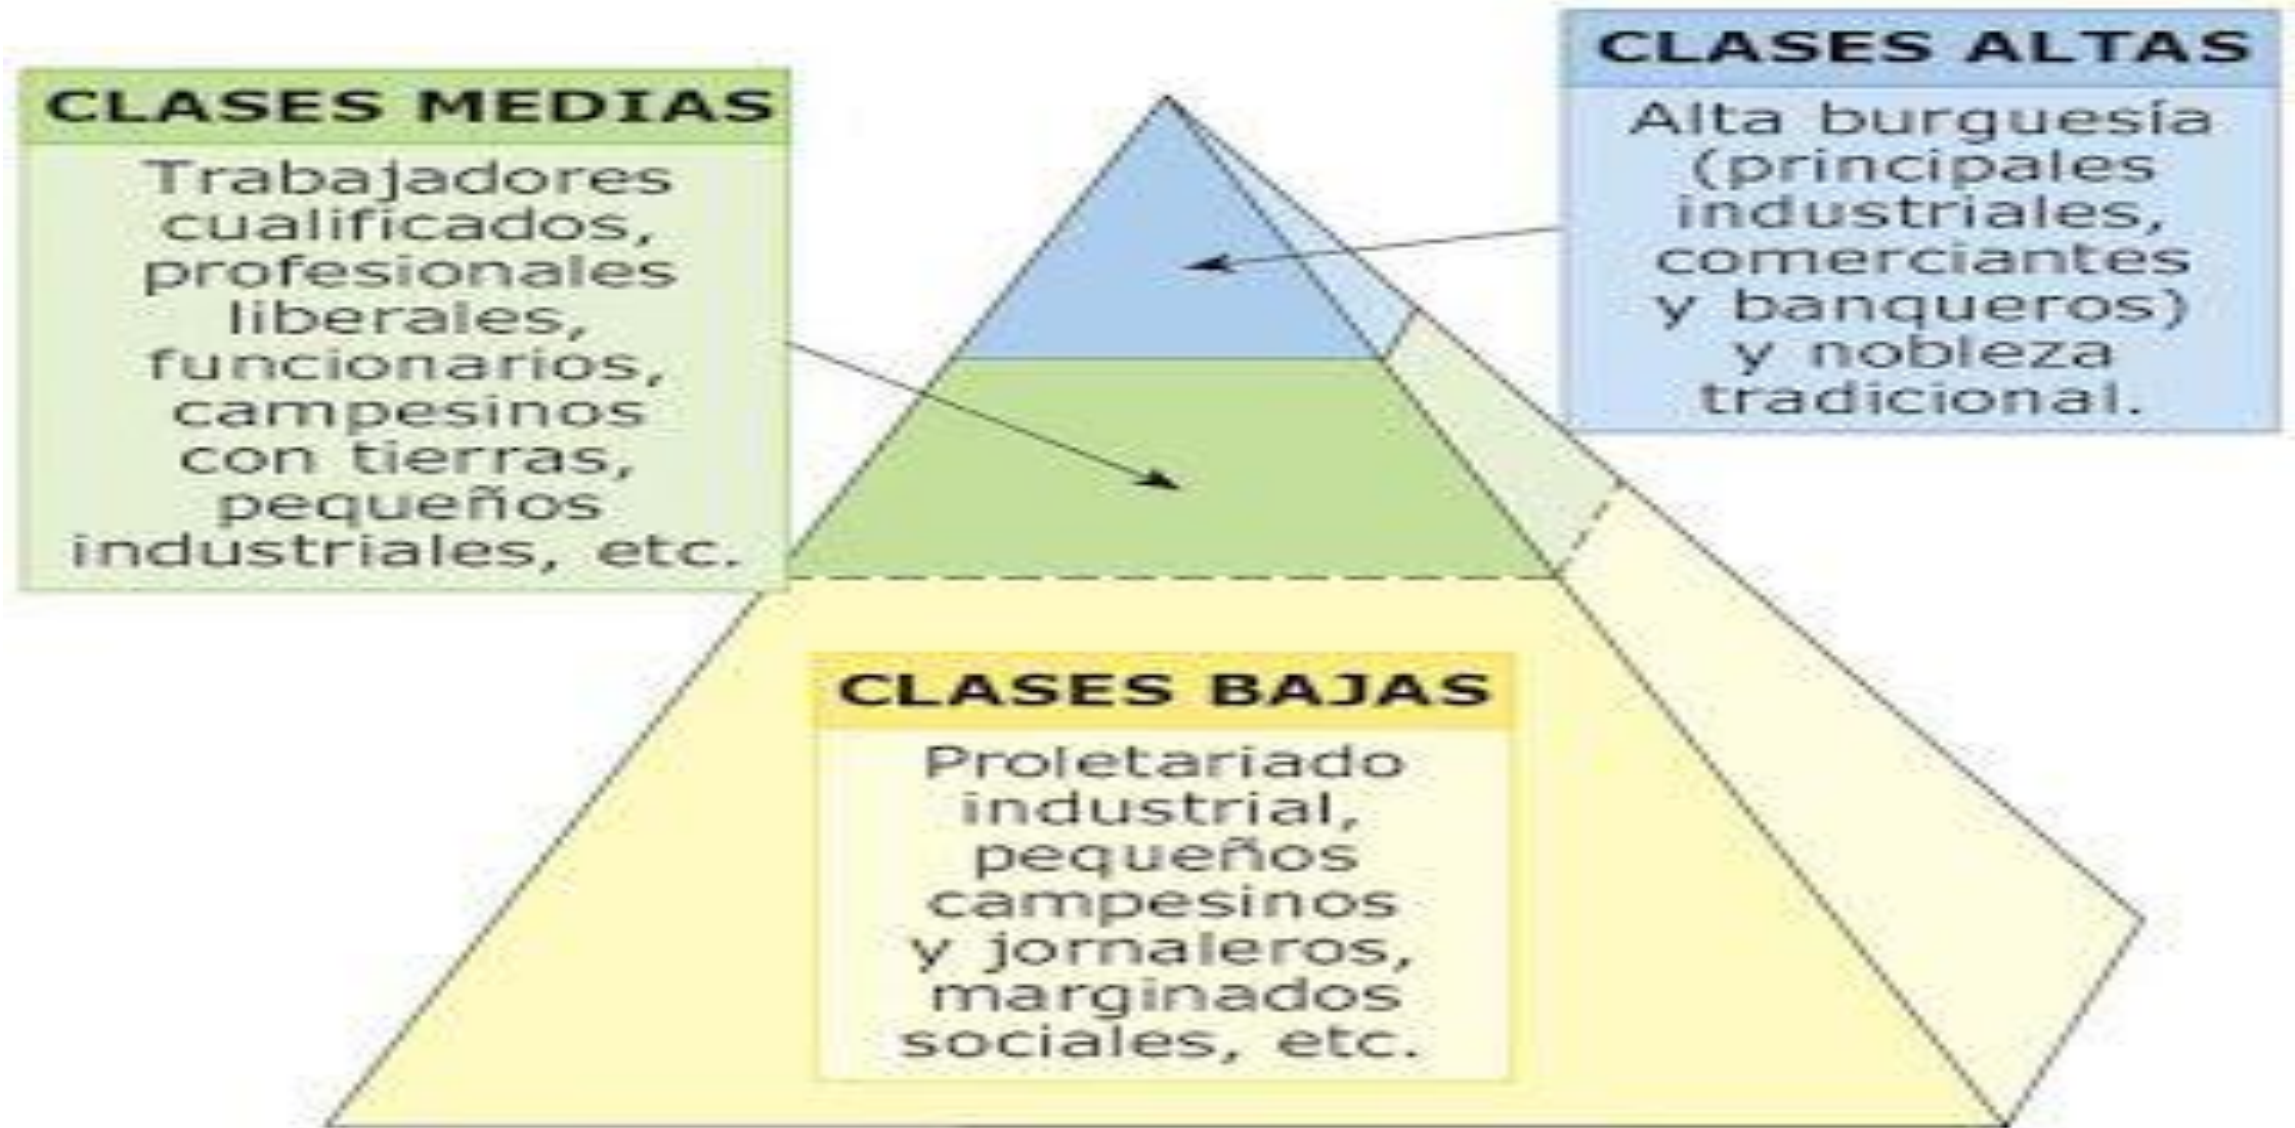 CLASES MEDIAS
Trabajadores
cualificados,
profesionales
liberales,
funcionarios,
campesinos
con tierras,
pequeños
industriales, etc.
CLASES ALTAS
Alta burguesía
(principales
industriales,
comerciantes
y banqueros)
y nobleza
tradicional.
CLASES BAJAS
Proletariado
industrial,
pequeños
campesinos
y jornaleros,
marginados
sociales, etc.